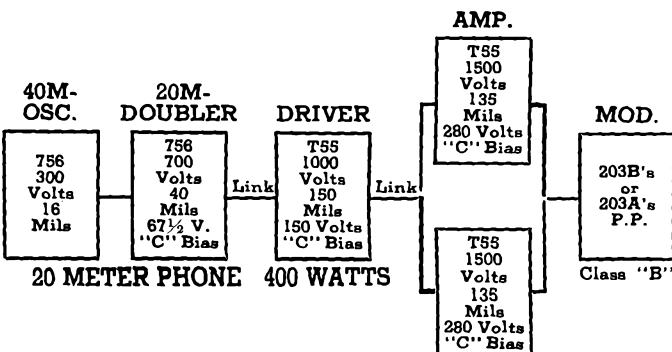 40M-
OSC.
756
300
Volts
16
Mils
20M-
DOUBLER
756
700
Volts
40
Mils
67½ V.
"C" Bias
Link
DRIVER
T55
1000
Volts
150
Mils
150 Volts
"C" Bias
Link
AMP.
T55
1500
Volts
135
Mils
280 Volts
"C" Bias
T55
1500
Volts
135
Mils
280 Volts
"C" Bias
MOD.
203B's
or
203A's
P.P.
Class "B"
20 METER PHONE 400 WATTS